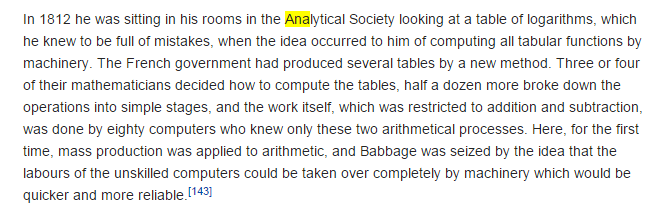 In 1812 he was sitting in his rooms in the Analytical Society looking at a table of logarithms, which
he knew to be full of mistakes, when the idea occurred to him of computing all tabular functions by
machinery. The French government had produced several tables by a new method. Three or four
of their mathematicians decided how to compute the tables, half a dozen more broke down the
operations into simple stages, and the work itself, which was restricted to addition and subtraction,
was done by eighty computers who knew only these two arithmetical processes. Here, for the first
time, mass production was applied to arithmetic, and Babbage was seized by the idea that the
labours of the unskilled computers could be taken over completely by machinery which would be
quicker and more reliable.[143]